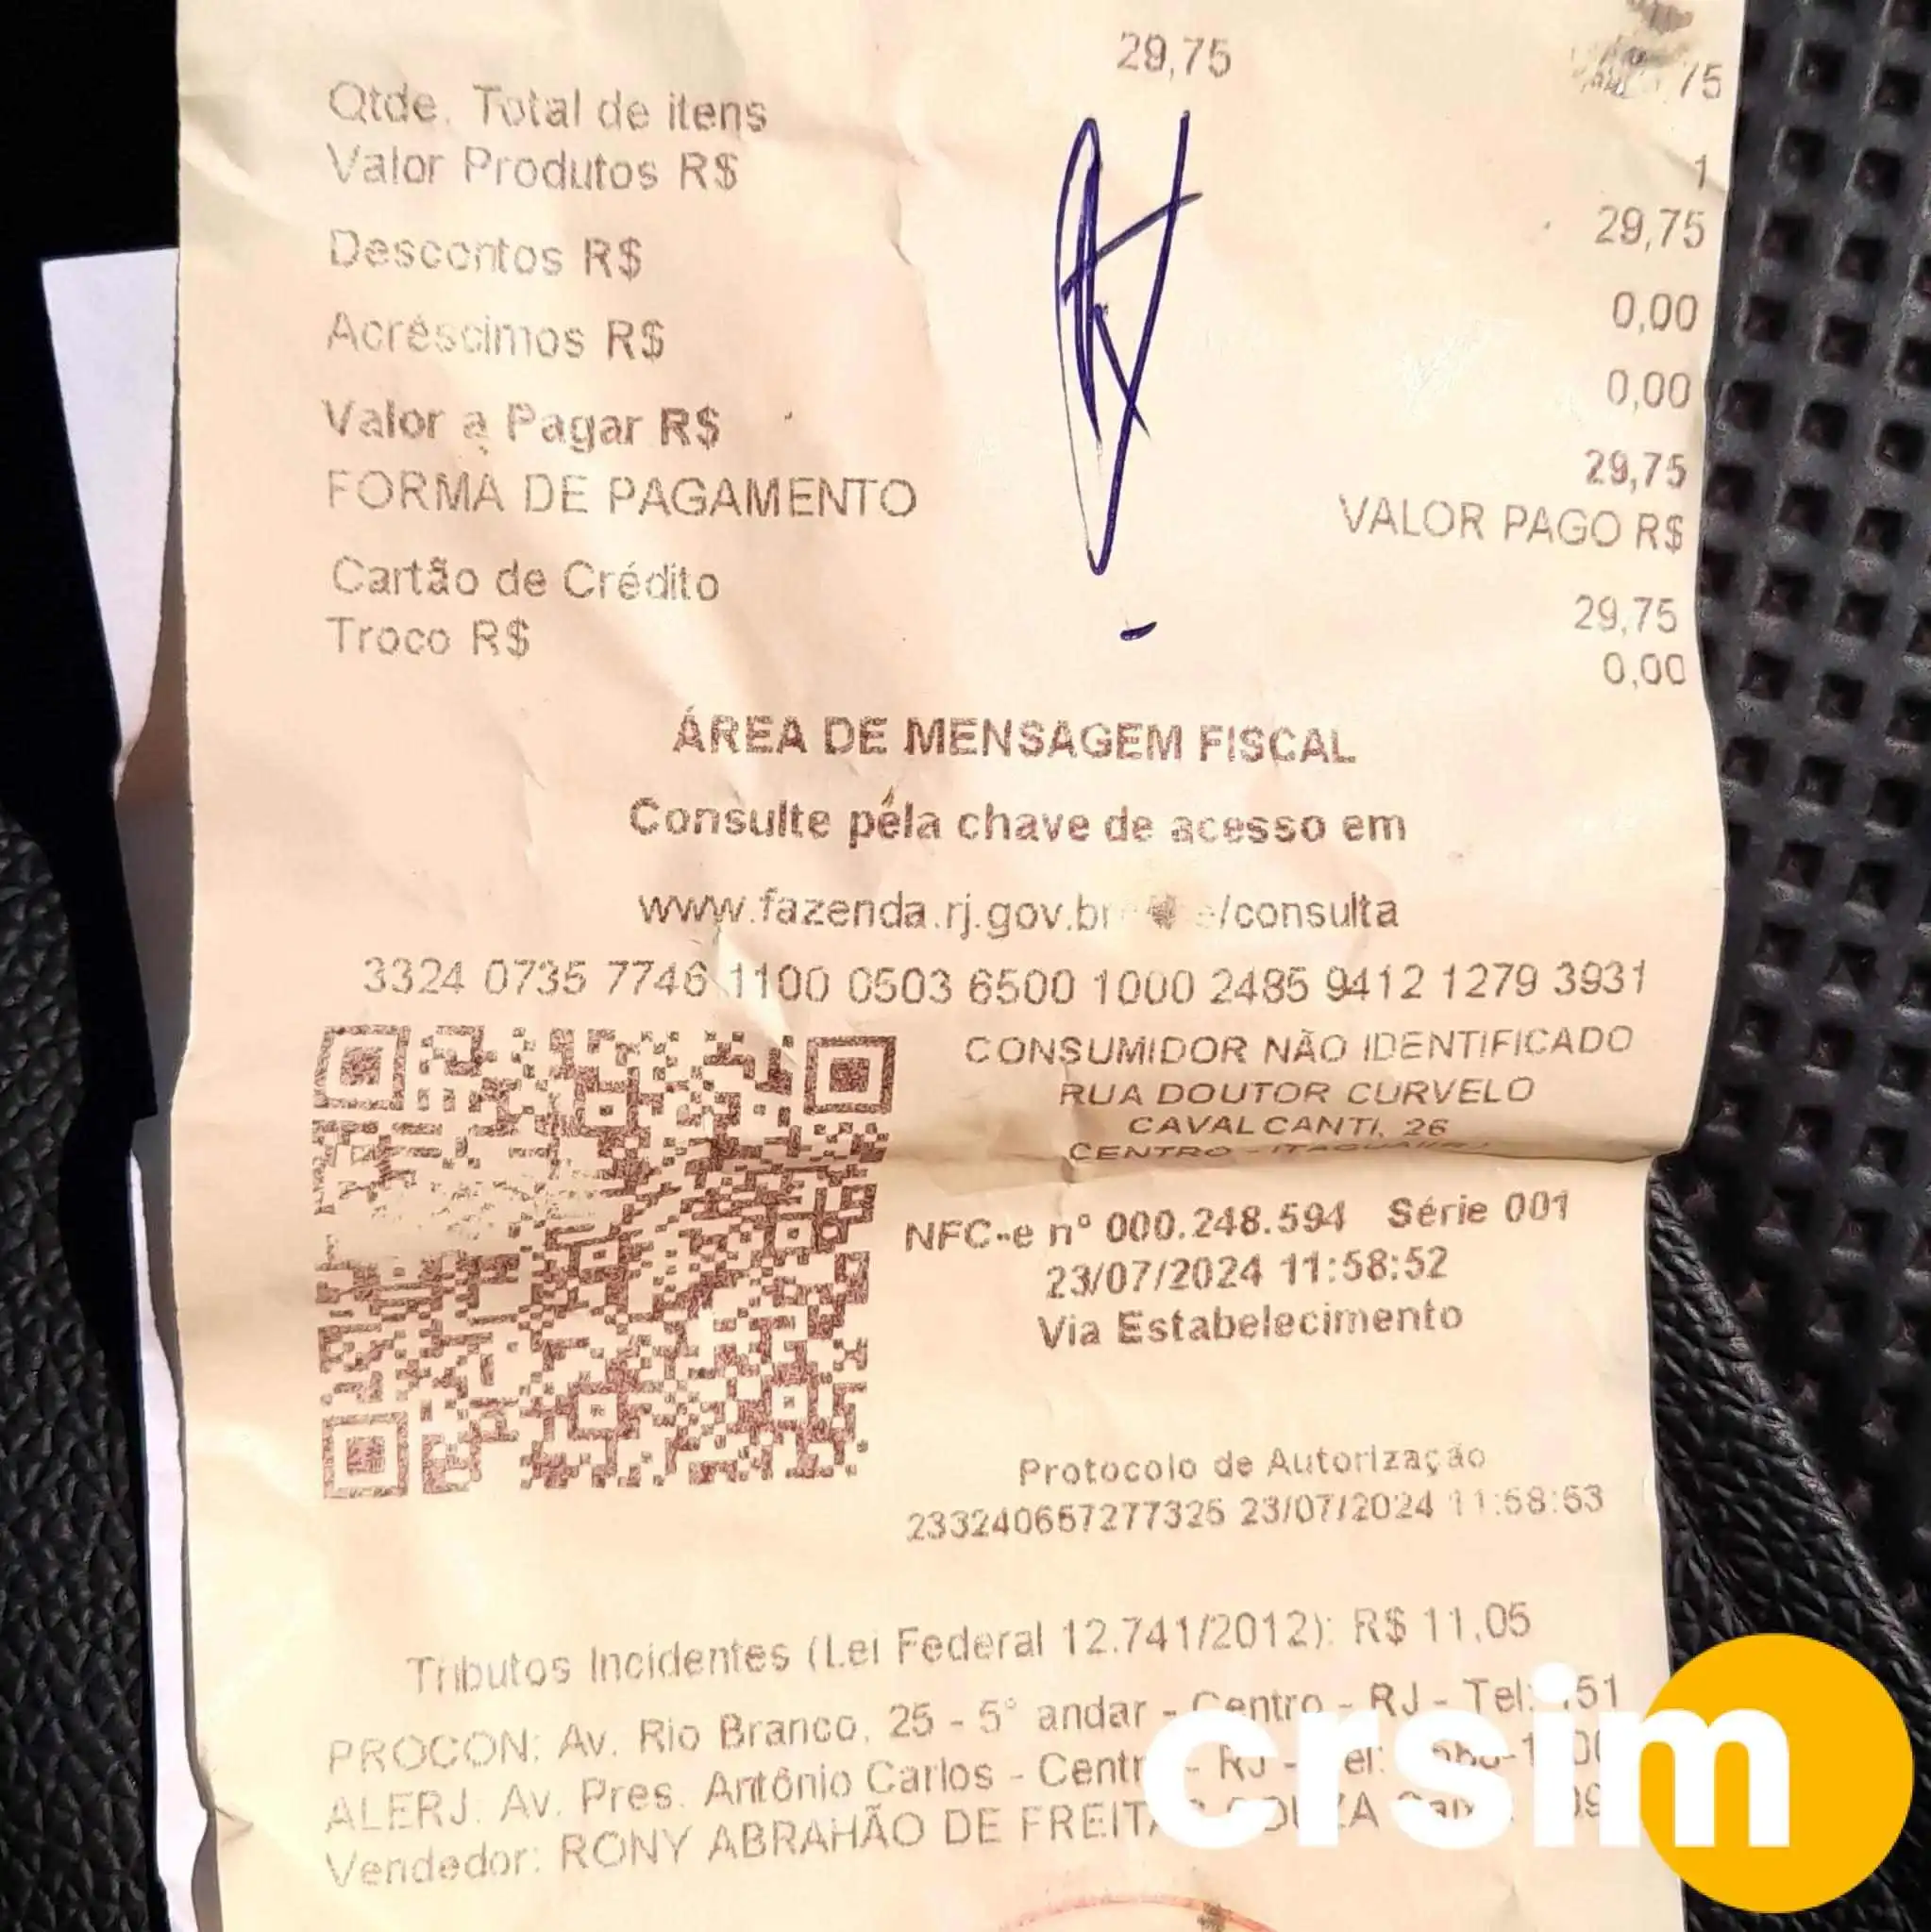 29,75
75
Qtde. Total de itens
1
Valor Produtos R$
29,75
Descontos R$
0,00
Acréscimos R$
0,00
Valor a Pagar R$
29,75
FORMA DE PAGAMENTO
VALOR PAGO R$
Cartão de Crédito
29,75
Troco R$
0,00
ÁREA DE MENSAGEM FISCAL
Consulte pela chave de acesso em
www.fazenda.rj.gov.br /consulta
3324 0735 7746 1100 0503 6500 1000 2485 9412 1279 3931
CONSUMIDOR NÃO IDENTIFICADO
RUA DOUTOR CURVELO
CAVALCANTI, 26
CENTRO -
NFC-e nº 000.248.594 Série 001
23/07/2024 11:58:52
Via Estabelecimento
Protocolo de Autorização
233240657277325 23/07/2024 11:58:53
Tributos Incidentes (Lei Federal 12.741/2012): R$ 11,05
PROCON: Av. Rio Branco, 25 - 5° andar - Centro - RJ - Tel: 151
ALERJ: Av. Pres. Antônio Carlos - Centro - RJ - Tel:
Vendedor: RONY ABRAHÃO DE FREITAS SOUZA
crsim